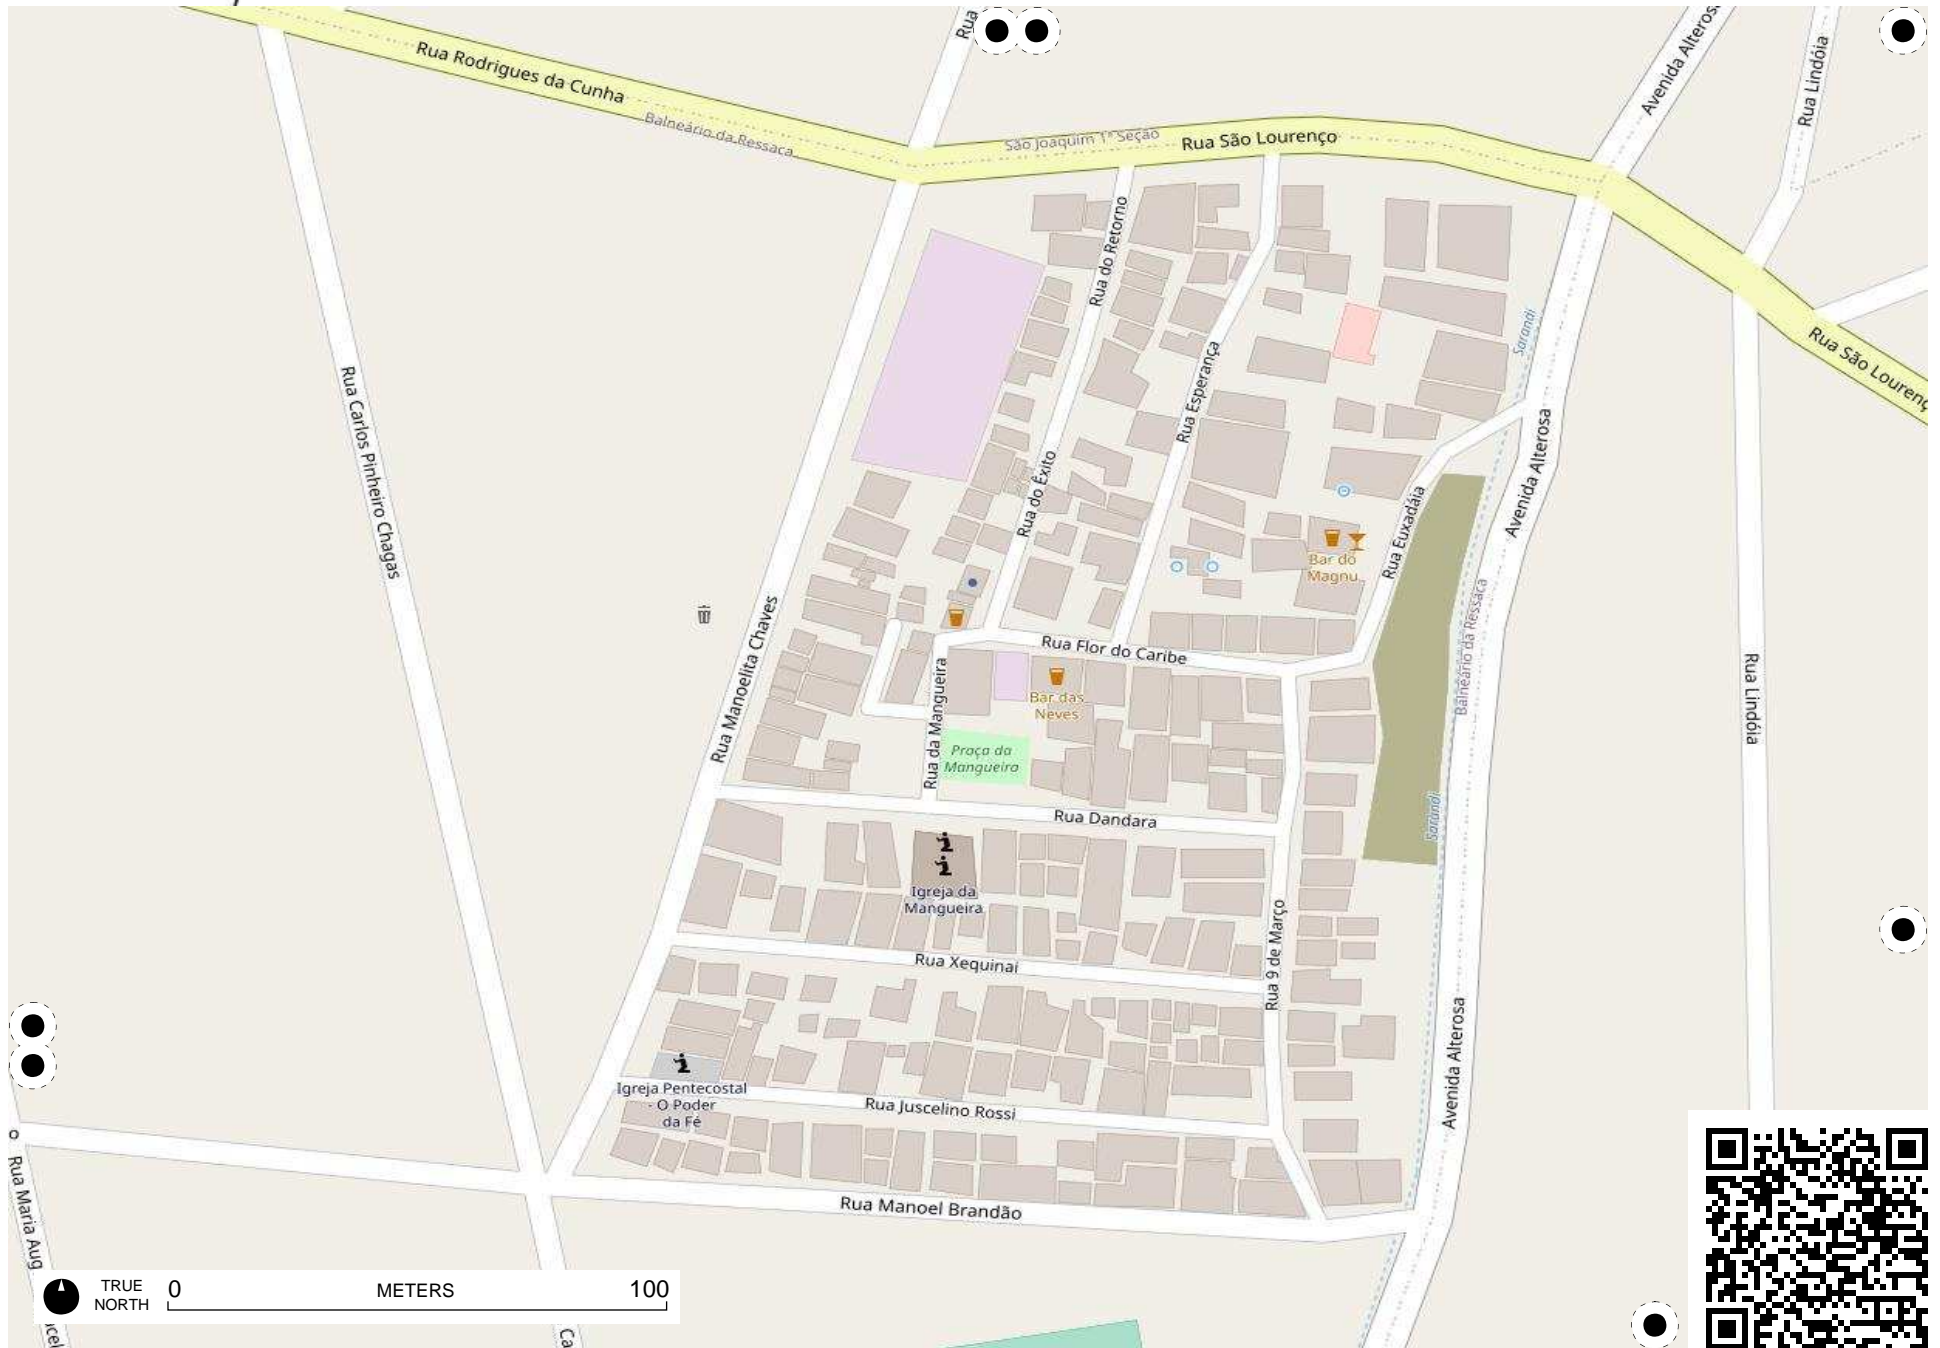 Rua
Rua Rodrigues da Cunha
Balneário da Ressaca
São Joaquim 1ª Seção
Rua São Lourenço
Avenida Alterosa
Rua Lindóia
Rua do Retorno
Sarandi
Rua São Lourenç
Rua Esperança
Rua Carlos Pinheiro Chagas
Avenida Alterosa
Rua do Êxito
Rua Euxadáia
Bar do
Magnu
Rua Manoelita Chaves
Balneário da Ressaca
Rua Flor do Caribe
Rua Lindóia
Rua da Mangueira
Bar das
Neves
Praça da
Mangueira
Sarandi
Rua Dandara
Igreja da
Mangueira
Rua 9 de Março
Rua Xequinai
Avenida Alterosa
Igreja Pentecostal
- O Poder
da Fé
Rua Juscelino Rossi
o
Rua Maria Aug
Rua Manoel Brandão
TRUE
NORTH
0 METERS 100
icel
Ca